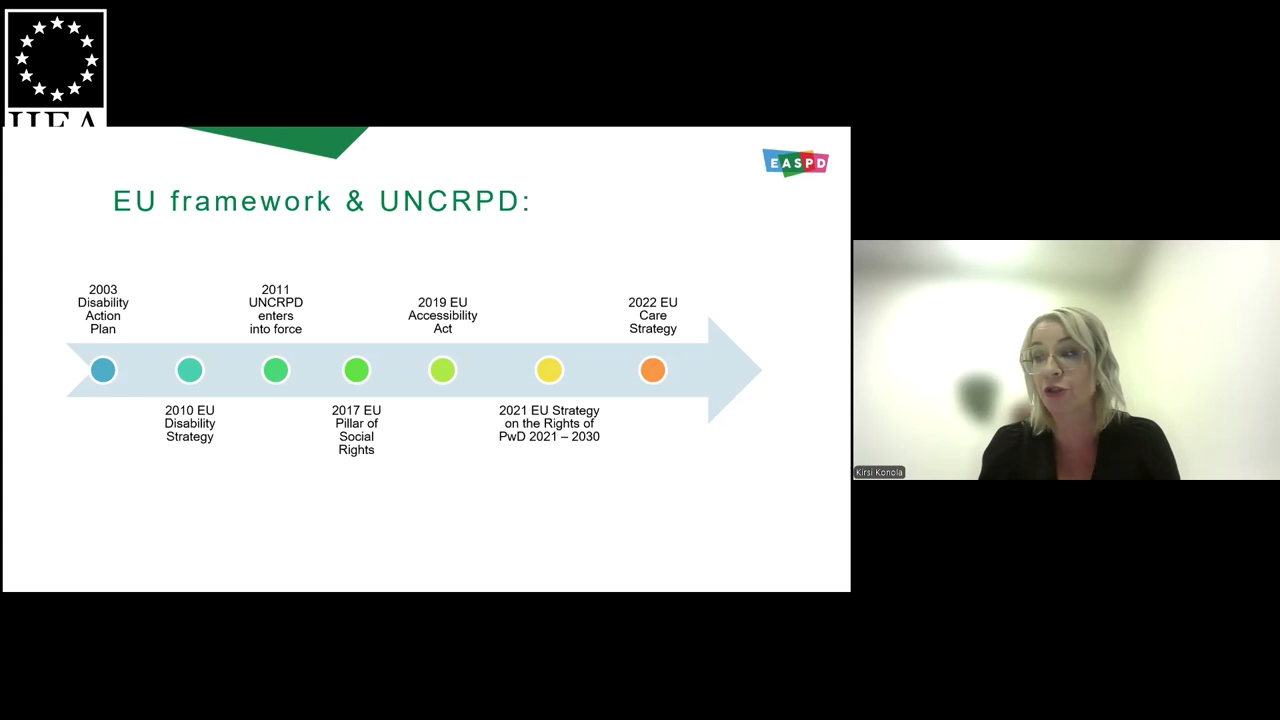 EASPD
EU framework & UNCRPD:
2003
Disability
Action
Plan
2010 EU
Disability
Strategy
2011
UNCRPD
enters
into force
2017 EU
Pillar of
Social
Rights
2019 EU
Accessibility
Act
2021 EU Strategy
on the Rights of
PwD 2021 – 2030
2022 EU
Care
Strategy
Kirsi Konola